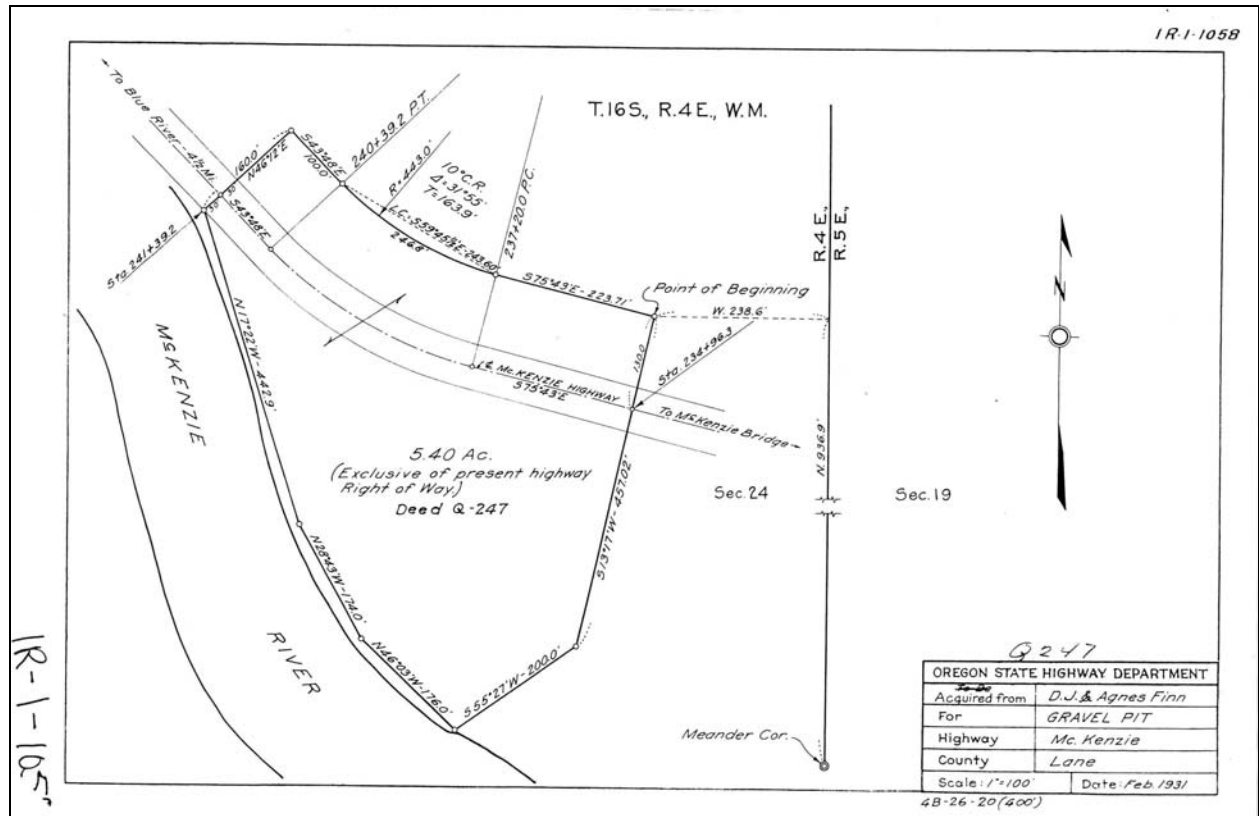 1R-1-105B
T.16S., R.4E., W.M.
To Blue River - 4½ Mi.
160.0'
N46°12'E
S43°48'E
100.0'
240+39.2 P.T.
R=443.0'
10°C.R.
Δ=31°55'
T=163.9'
237+20.0 P.C.
L.C.-S59°45½'E-243.60'
246.8'
50'
50'
S43°48'E
Sta 241+39.2
S75°43'E - 223.71'
Point of Beginning
W. 238.6'
R.4E.,
R.5E.,
N
130.0
Sta. 234+96.3
℄ Mc.KENZIE HIGHWAY
S75°43'E
To McKenzie Bridge
N17°22'W-442.9'
McKENZIE
RIVER
5.40 Ac.
(Exclusive of present highway
Right of Way.)
Deed Q-247
S13°17'W-457.02'
N.936.9'
Sec.24
Sec.19
N28°43'W-174.0'
N46°03'W-176.0'
S55°27'W-200.0'
Meander Cor.
Q247
OREGON STATE HIGHWAY DEPARTMENT
Acquired from D.J.& Agnes Finn
For GRAVEL PIT
Highway Mc. Kenzie
County Lane
Scale: 1"=100' Date: Feb. 1931
4B-26-20(400')